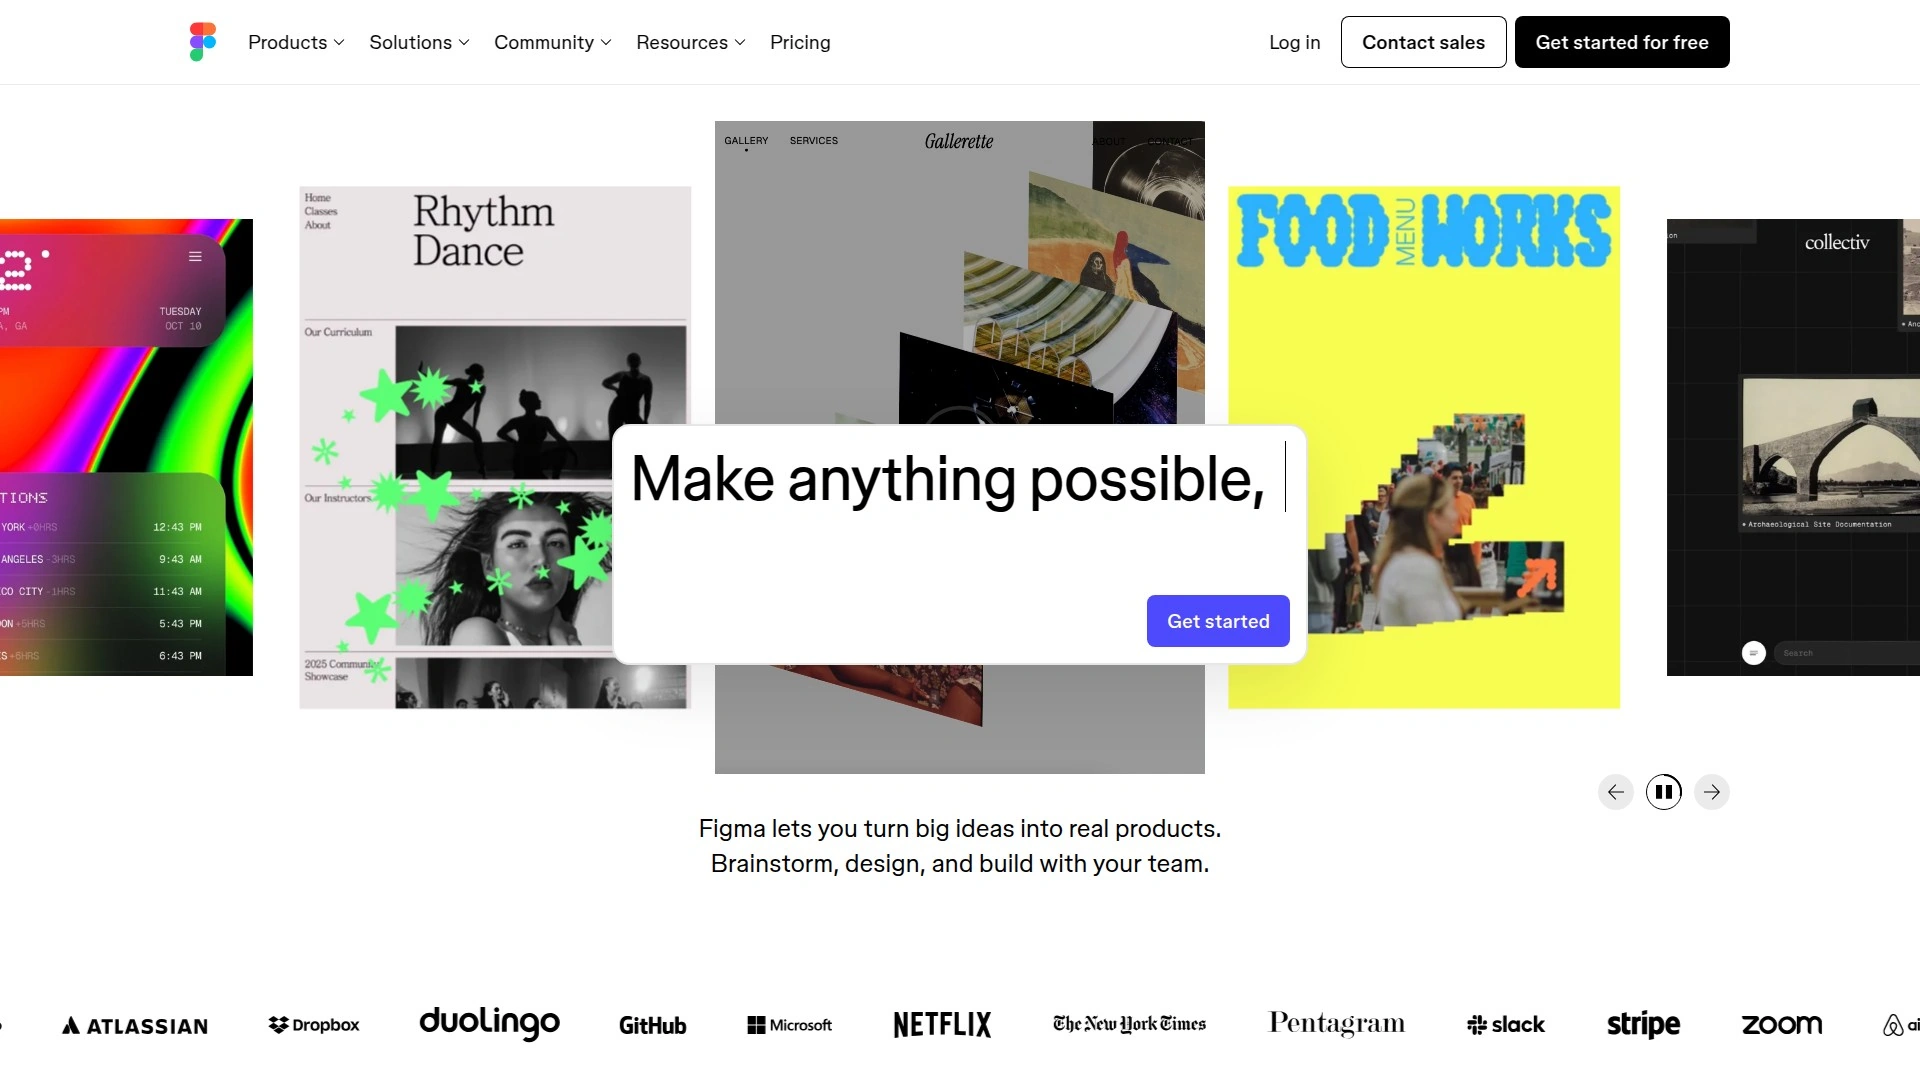 Products
Solutions
Community
Resources
Pricing
Log in
Contact sales
Get started for free
GALLERY
SERVICES
Gallerette
ABOUT
CONTACT
Home
Classes
About
Rhythm
Dance
FOOD MENU WORKS
collectiv
TUESDAY
OCT 10
Our Curriculum
Our Instructors
2025 Community
Showcase
Make anything possible,
Get started
YORK +0HRS 12:43 PM
ANGELES -3HRS 9:43 AM
CO CITY -1HRS 11:43 AM
ON +5HRS 5:43 PM
S +6HRS 6:43 PM
Archaeological Site Documentation
Search
Figma lets you turn big ideas into real products.
Brainstorm, design, and build with your team.
ATLASSIAN
Dropbox
duolingo
GitHub
Microsoft
NETFLIX
The New York Times
Pentagram
slack
stripe
zoom